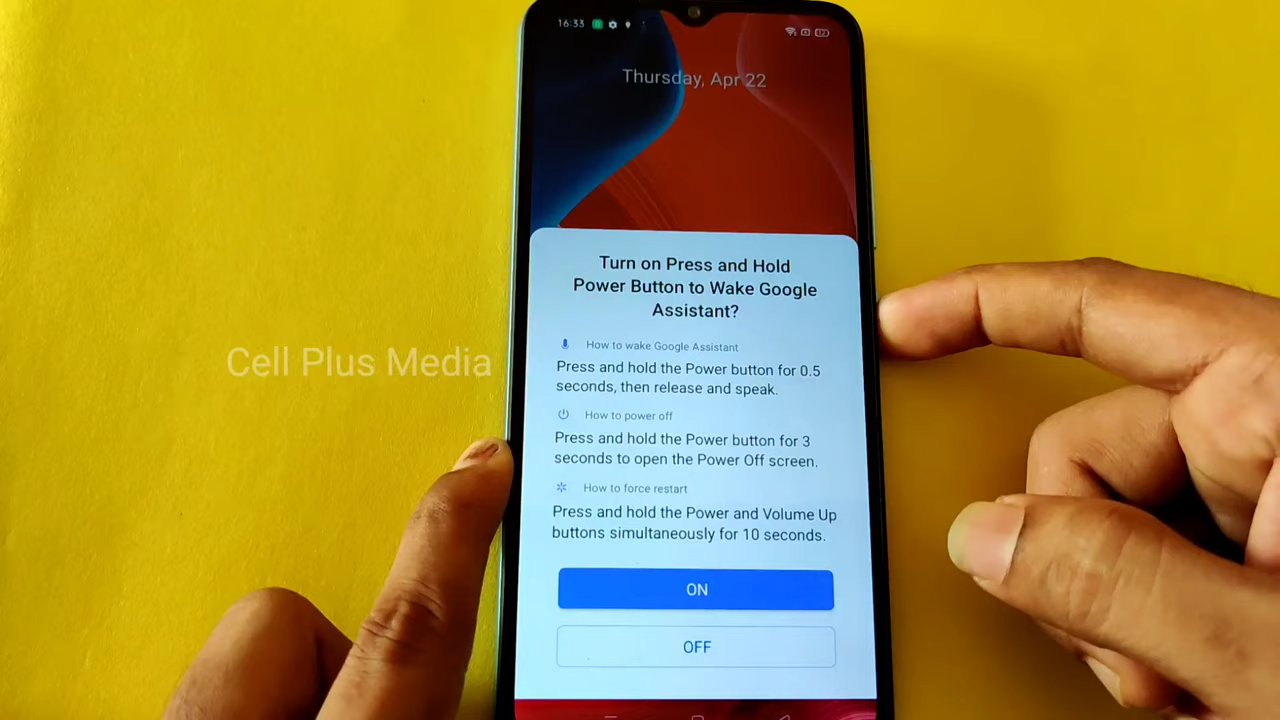 16:33
12
Thursday, Apr 22
Turn on Press and Hold
Power Button to Wake Google
Assistant?
How to wake Google Assistant
Press and hold the Power button for 0.5
seconds, then release and speak.
How to power off
Press and hold the Power button for 3
seconds to open the Power Off screen.
How to force restart
Press and hold the Power and Volume Up
buttons simultaneously for 10 seconds.
ON
OFF
Cell Plus Media